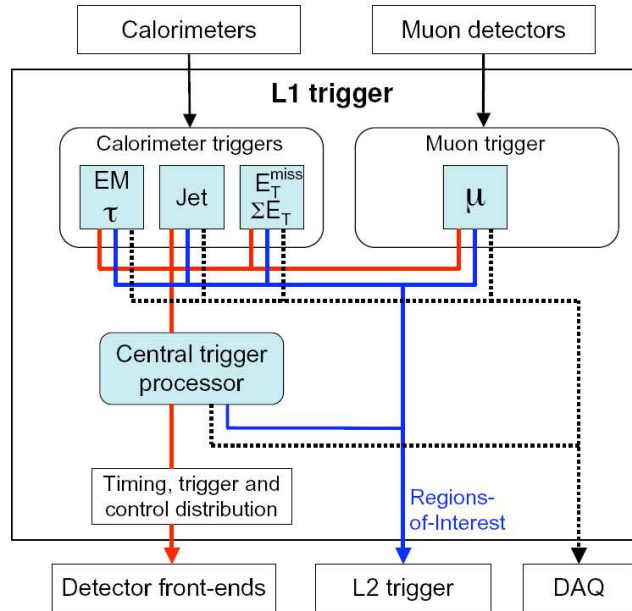 Calorimeters
Muon detectors
L1 trigger
Calorimeter triggers
Muon trigger
EM
τ
Jet
E_T^miss
ΣE_T
μ
Central trigger
processor
Timing, trigger and
control distribution
Regions-
of-Interest
Detector front-ends
L2 trigger
DAQ